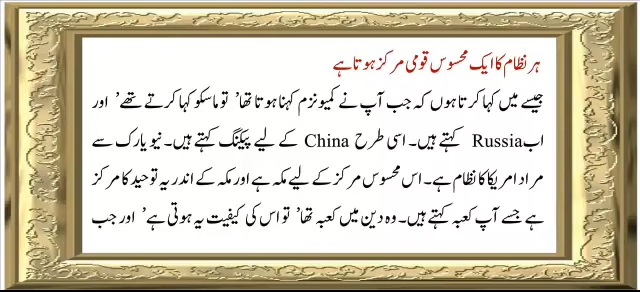 ہر نظام کا ایک محسوس قومی مرکز ہوتا ہے
جیسے میں کہا کرتا ہوں کہ جب آپ نے کمیونزم کہنا ہوتا تھا’ تو ماسکو کہا کرتے تھے’ اور
اب Russia کہتے ہیں۔ اسی طرح China کے لیے پیکنگ کہتے ہیں۔ نیویارک سے
مراد امریکا کا نظام ہے۔ اس محسوس مرکز کے لیے مکہ ہے اور مکہ کے اندر یہ توحید کا مرکز
ہے جسے آپ کعبہ کہتے ہیں۔ وہ دین میں کعبہ تھا’ تو اس کی کیفیت یہ ہوتی ہے’ اور جب